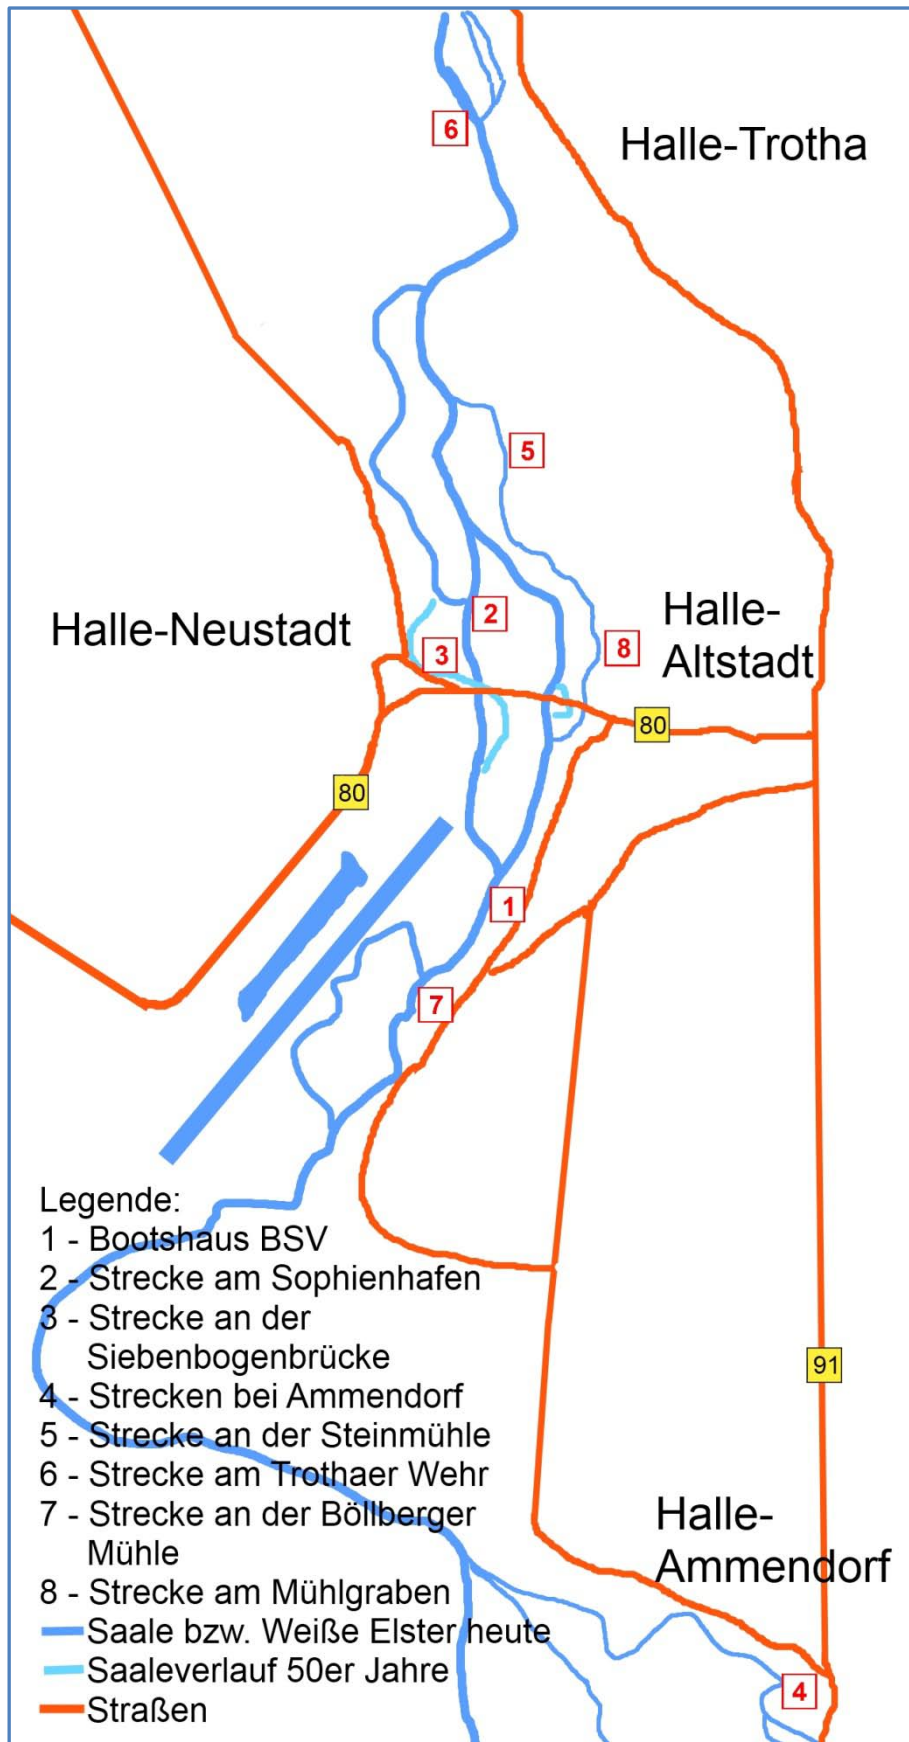 6
Halle-Trotha
5
Halle-Neustadt
2
3
8
Halle-
Altstadt
80
80
1
7
Legende:
1 - Bootshaus BSV
2 - Strecke am Sophienhafen
3 - Strecke an der
Siebenbogenbrücke
4 - Strecken bei Ammendorf
5 - Strecke an der Steinmühle
6 - Strecke am Trothaer Wehr
7 - Strecke an der Böllberger
Mühle
8 - Strecke am Mühlgraben
Saale bzw. Weiße Elster heute
Saaleverlauf 50er Jahre
Straßen
91
Halle-
Ammendorf
4